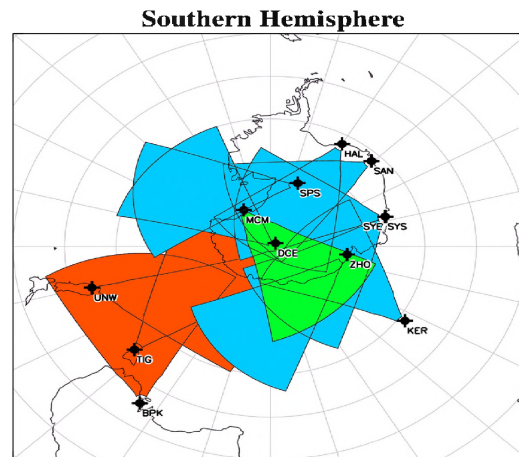 Southern Hemisphere
HAL
SAN
SPS
MCM
SYE SYS
DCE
ZHO
UNW
KER
TIG
BPK